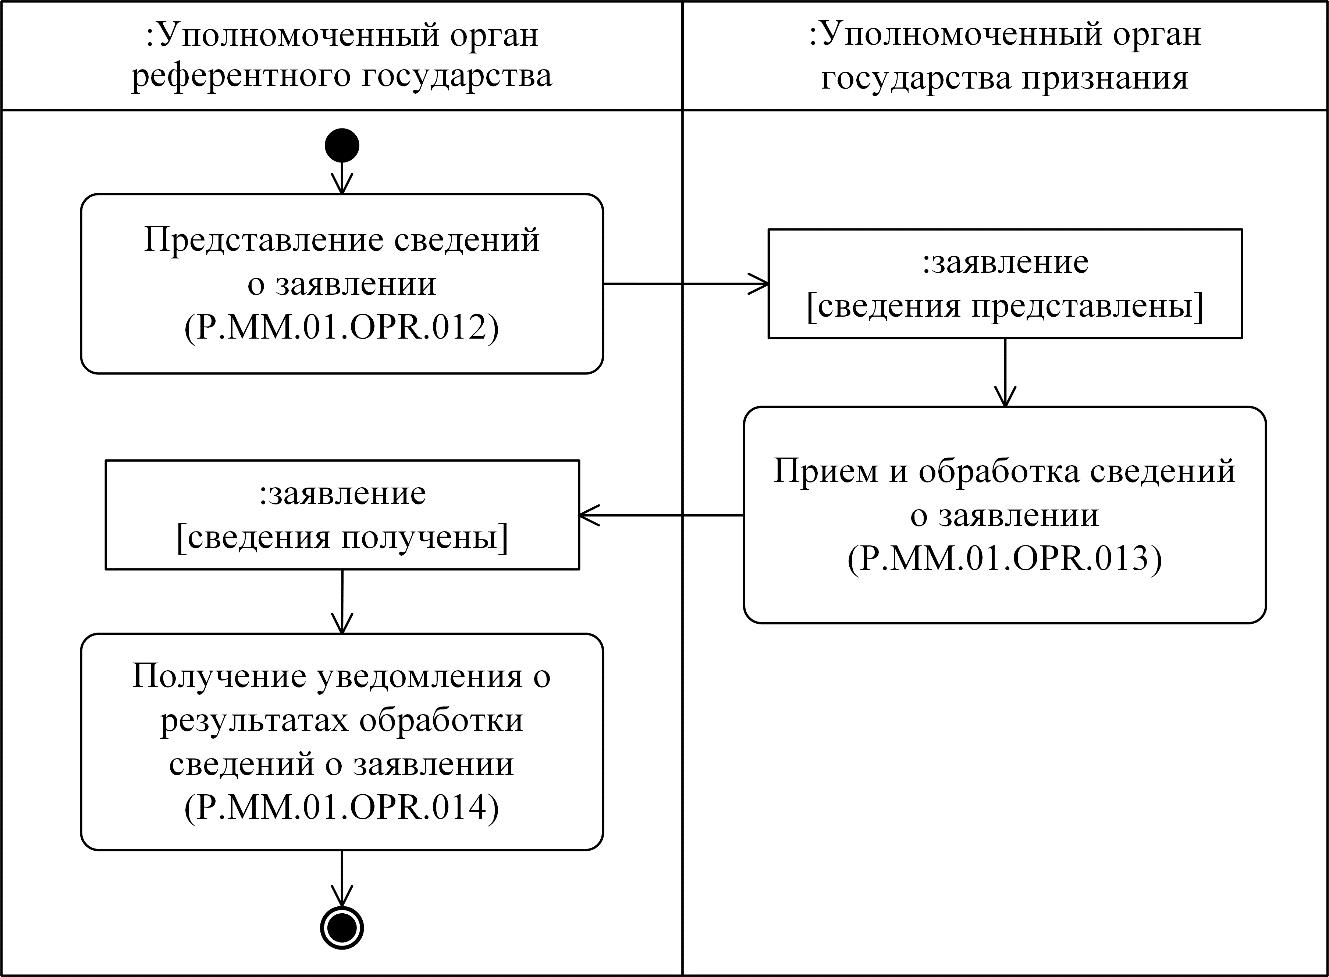 :Уполномоченный орган
референтного государства
:Уполномоченный орган
государства признания
Представление сведений
о заявлении
(P.MM.01.OPR.012)
:заявление
[сведения представлены]
Прием и обработка сведений
о заявлении
(P.MM.01.OPR.013)
:заявление
[сведения получены]
Получение уведомления о
результатах обработки
сведений о заявлении
(P.MM.01.OPR.014)